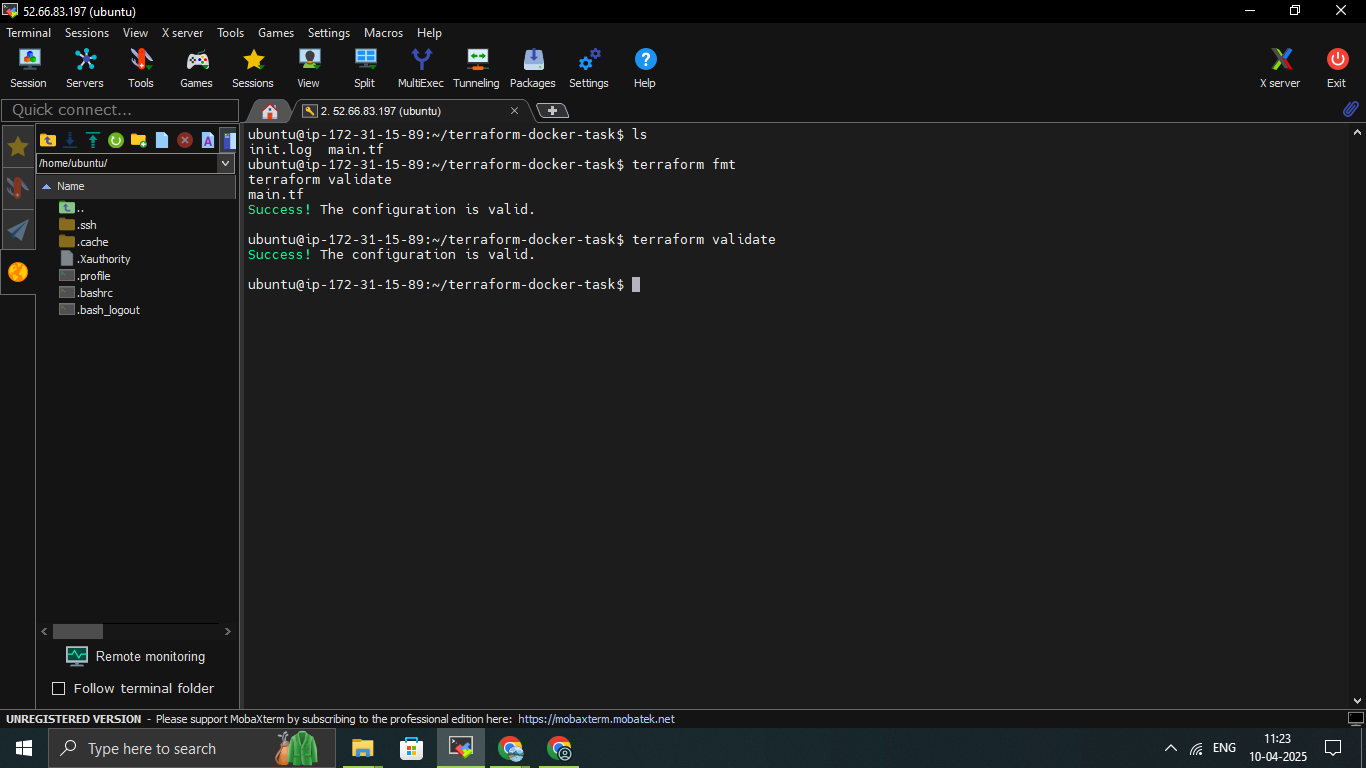 52.66.83.197 (ubuntu)
Terminal Sessions View X server Tools Games Settings Macros Help
Session Servers Tools Games Sessions View Split MultiExec Tunneling Packages Settings Help X server Exit
Quick connect...
2. 52.66.83.197 (ubuntu)
/home/ubuntu/
Name
..
.ssh
.cache
.Xauthority
.profile
.bashrc
.bash_logout
Remote monitoring
Follow terminal folder
ubuntu@ip-172-31-15-89:~/terraform-docker-task$ ls
init.log  main.tf
ubuntu@ip-172-31-15-89:~/terraform-docker-task$ terraform fmt
terraform validate
main.tf
Success! The configuration is valid.
ubuntu@ip-172-31-15-89:~/terraform-docker-task$ terraform validate
Success! The configuration is valid.
ubuntu@ip-172-31-15-89:~/terraform-docker-task$
UNREGISTERED VERSION - Please support MobaXterm by subscribing to the professional edition here: https://mobaxterm.mobatek.net
Type here to search
ENG
11:23
10-04-2025